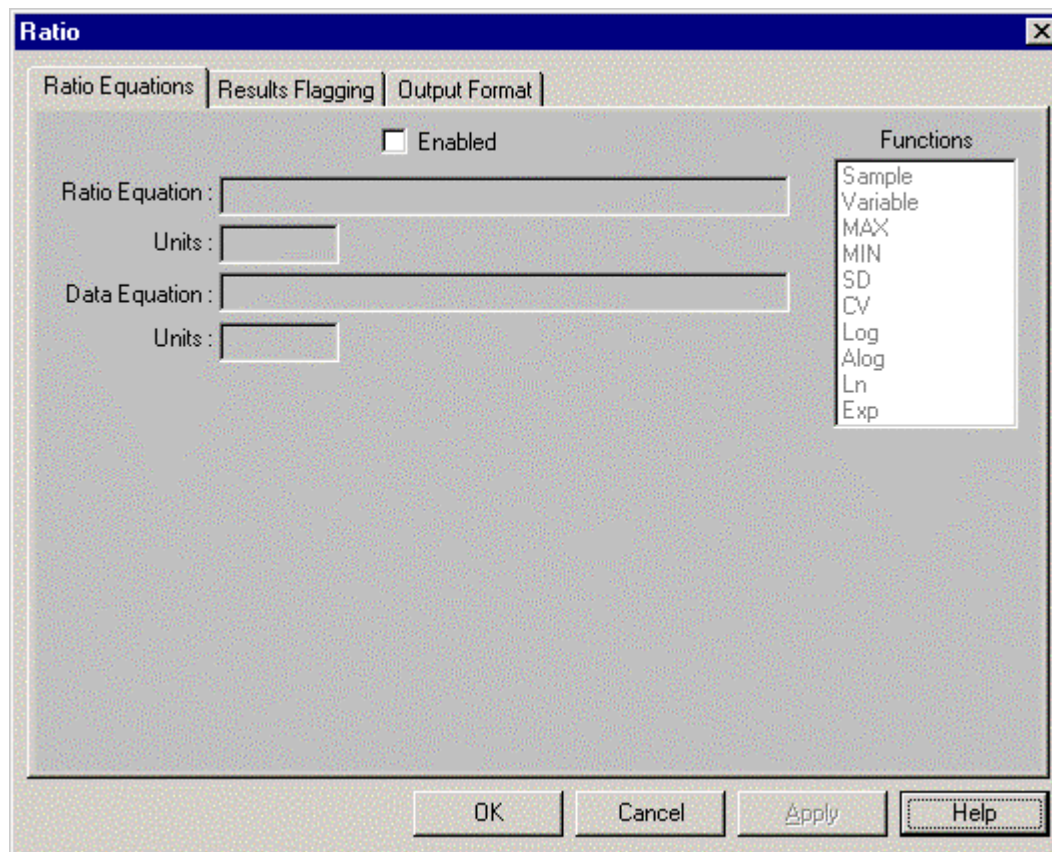 Ratio
Ratio Equations
Results Flagging
Output Format
Enabled
Functions
Ratio Equation :
Units :
Data Equation :
Units :
Sample
Variable
MAX
MIN
SD
CV
Log
Alog
Ln
Exp
OK
Cancel
Apply
Help